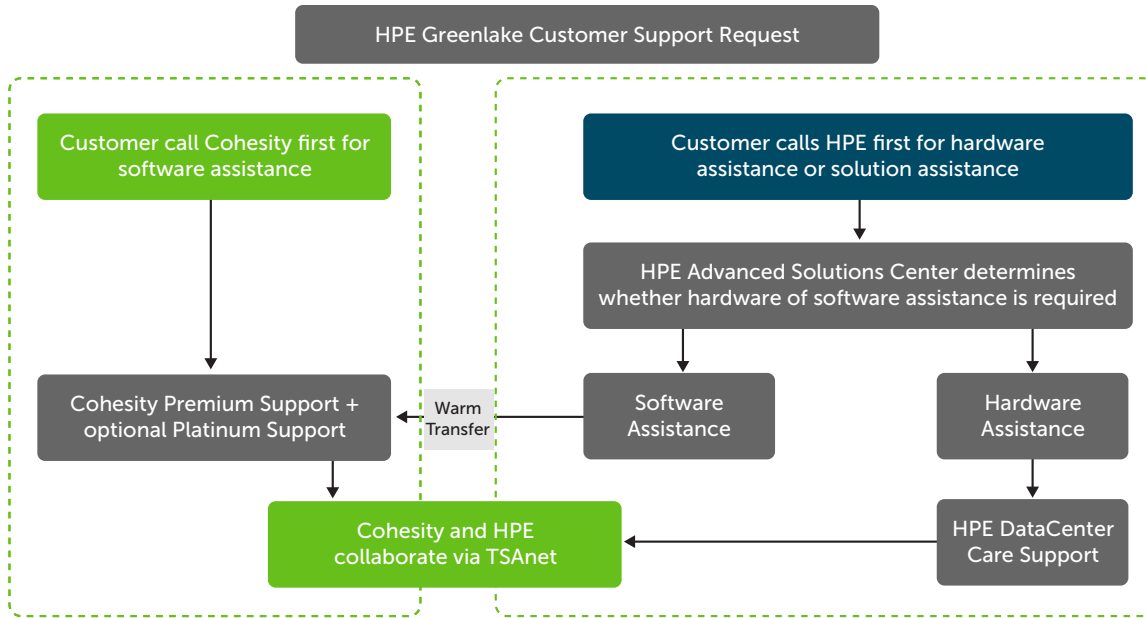 HPE Greenlake Customer Support Request
Customer call Cohesity first for
software assistance
Customer calls HPE first for hardware
assistance or solution assistance
HPE Advanced Solutions Center determines
whether hardware of software assistance is required
Cohesity Premium Support +
optional Platinum Support
Warm
Transfer
Software
Assistance
Hardware
Assistance
Cohesity and HPE
collaborate via TSAnet
HPE DataCenter
Care Support